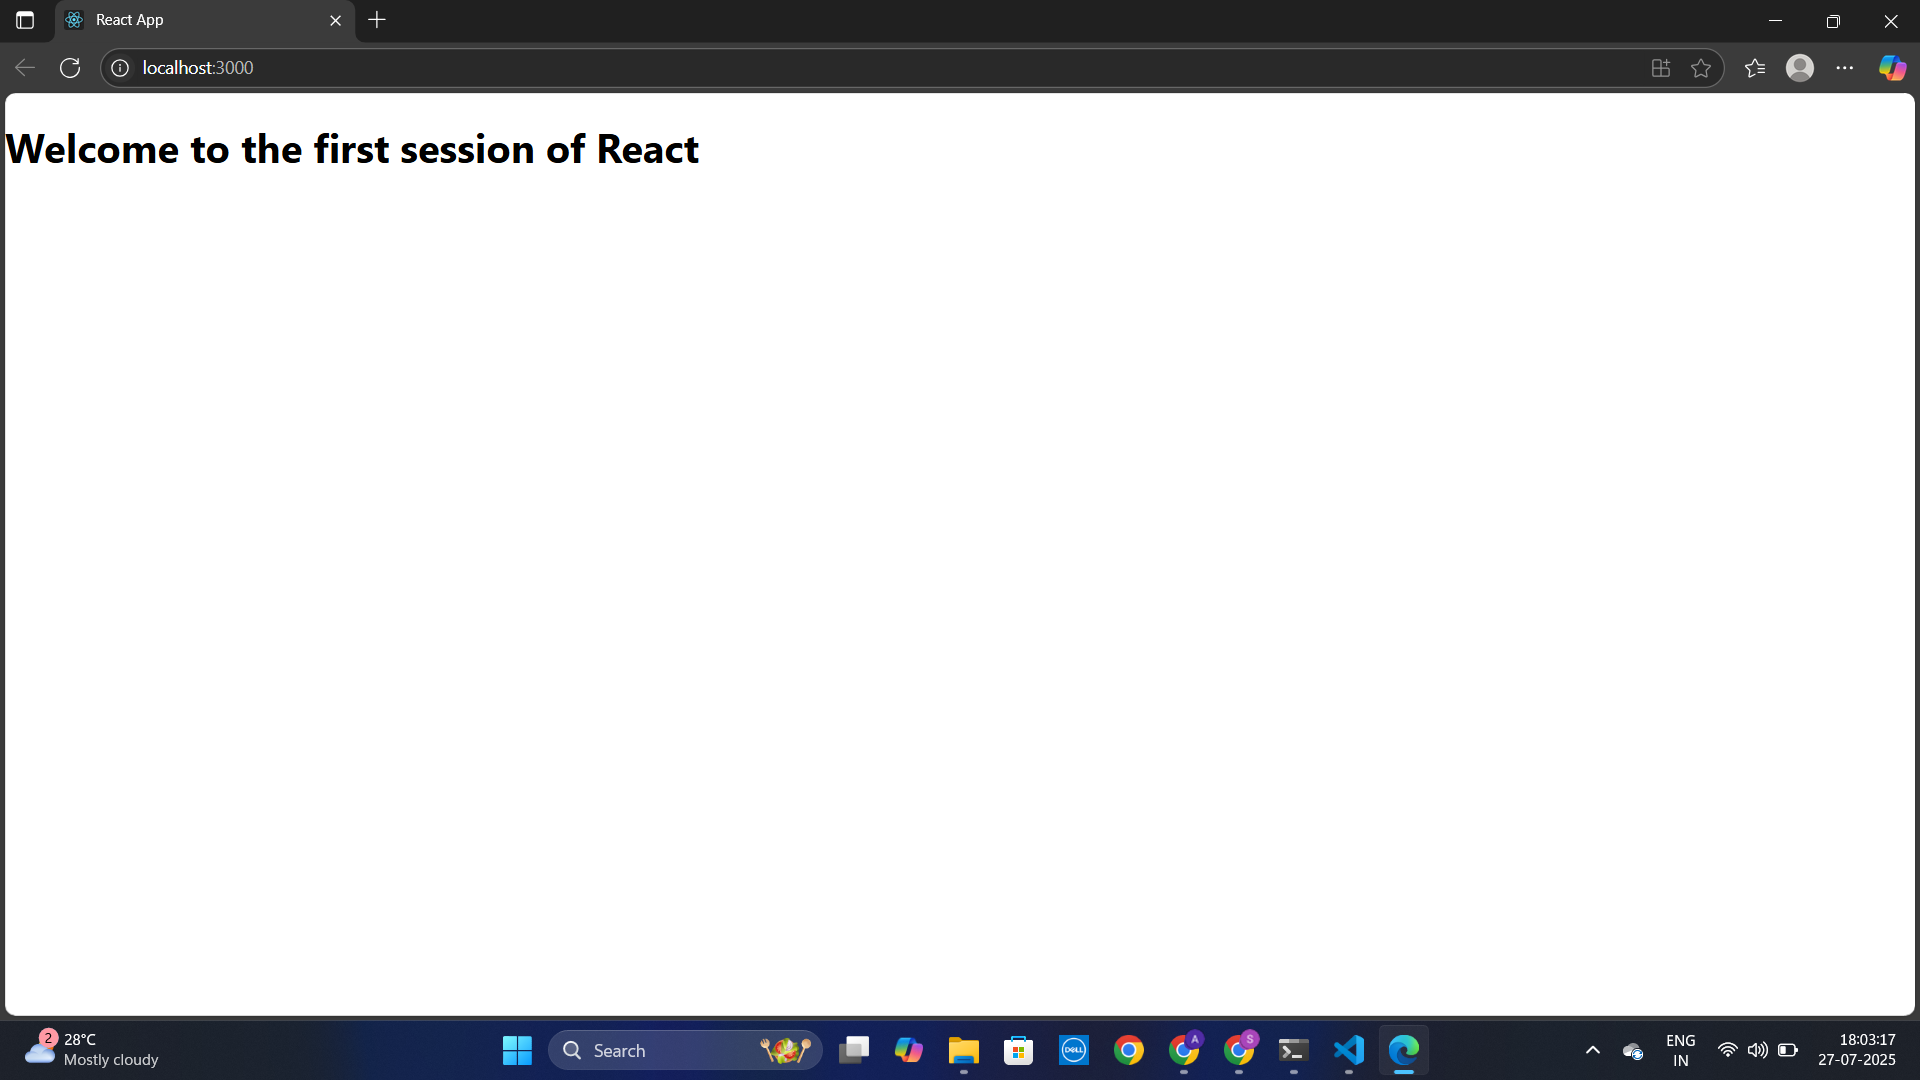 React App
localhost:3000
Welcome to the first session of React
2
28°C
Mostly cloudy
Search
DELL
A
S
ENG
IN
18:03:17
27-07-2025